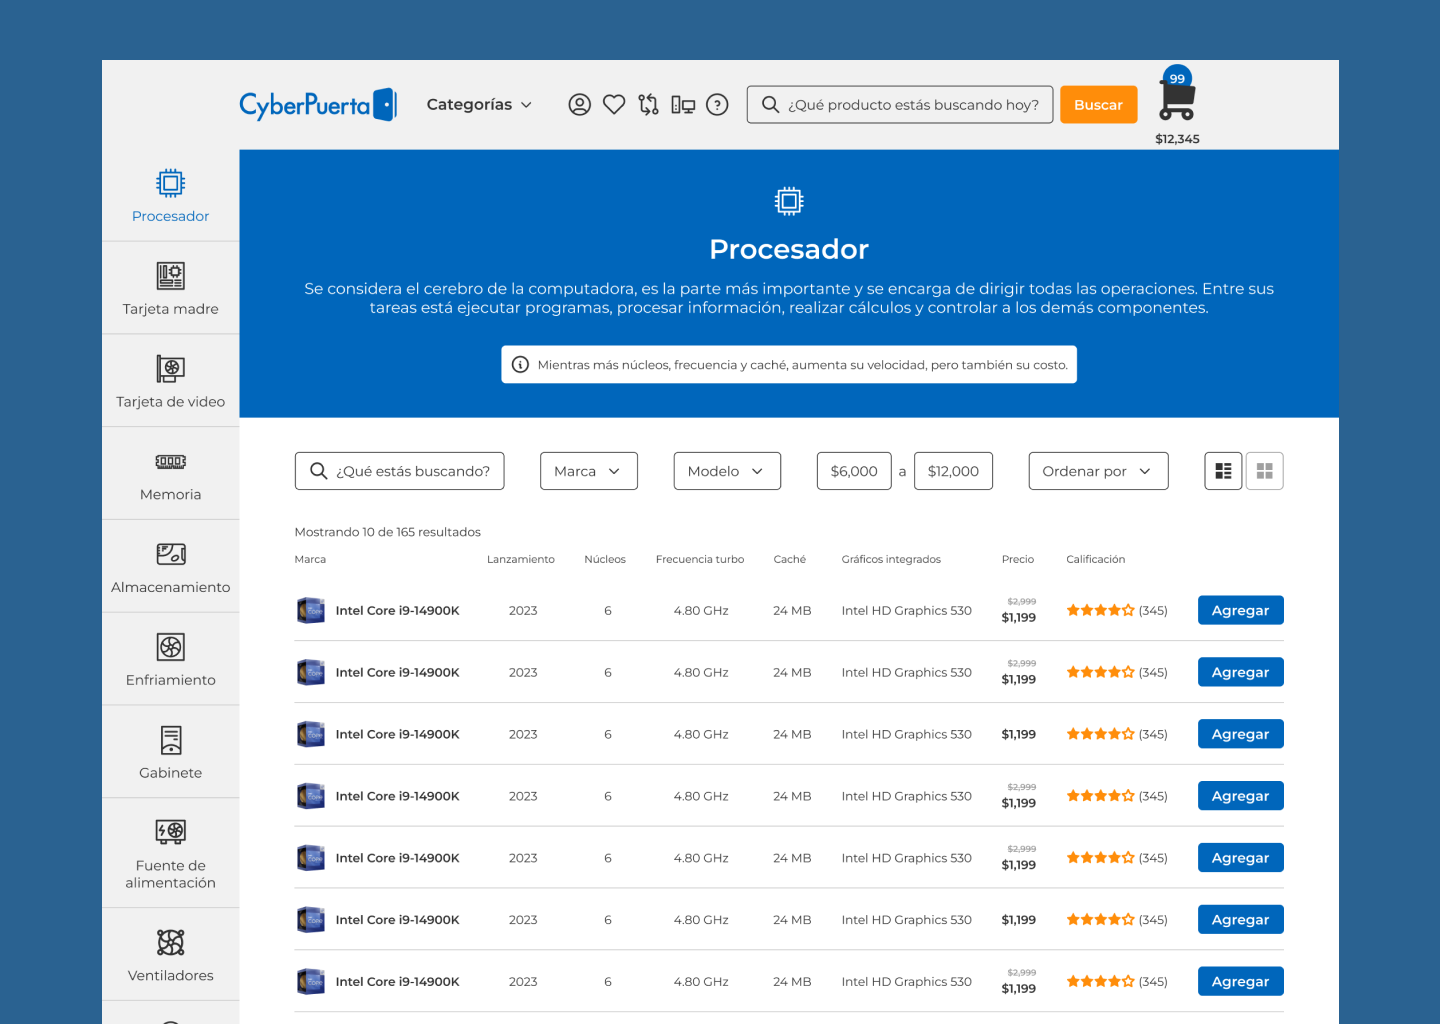 CyberPuerta
Categorías
¿Qué producto estás buscando hoy?
Buscar
99
$12,345
Procesador
Tarjeta madre
Tarjeta de video
Memoria
Almacenamiento
Enfriamiento
Gabinete
Fuente de
alimentación
Ventiladores
Procesador
Se considera el cerebro de la computadora, es la parte más importante y se encarga de dirigir todas las operaciones. Entre sus
tareas está ejecutar programas, procesar información, realizar cálculos y controlar a los demás componentes.
Mientras más núcleos, frecuencia y caché, aumenta su velocidad, pero también su costo.
¿Qué estás buscando?
Marca
Modelo
$6,000 a $12,000
Ordenar por
Mostrando 10 de 165 resultados
Marca Lanzamiento Núcleos Frecuencia turbo Caché Gráficos integrados Precio Calificación
$2,999
Intel Core i9-14900K 2023 6 4.80 GHz 24 MB Intel HD Graphics 530 $1,199 (345) Agregar
$2,999
Intel Core i9-14900K 2023 6 4.80 GHz 24 MB Intel HD Graphics 530 $1,199 (345) Agregar
Intel Core i9-14900K 2023 6 4.80 GHz 24 MB Intel HD Graphics 530 $1,199 (345) Agregar
$2,999
Intel Core i9-14900K 2023 6 4.80 GHz 24 MB Intel HD Graphics 530 $1,199 (345) Agregar
$2,999
Intel Core i9-14900K 2023 6 4.80 GHz 24 MB Intel HD Graphics 530 $1,199 (345) Agregar
Intel Core i9-14900K 2023 6 4.80 GHz 24 MB Intel HD Graphics 530 $1,199 (345) Agregar
$2,999
Intel Core i9-14900K 2023 6 4.80 GHz 24 MB Intel HD Graphics 530 $1,199 (345) Agregar